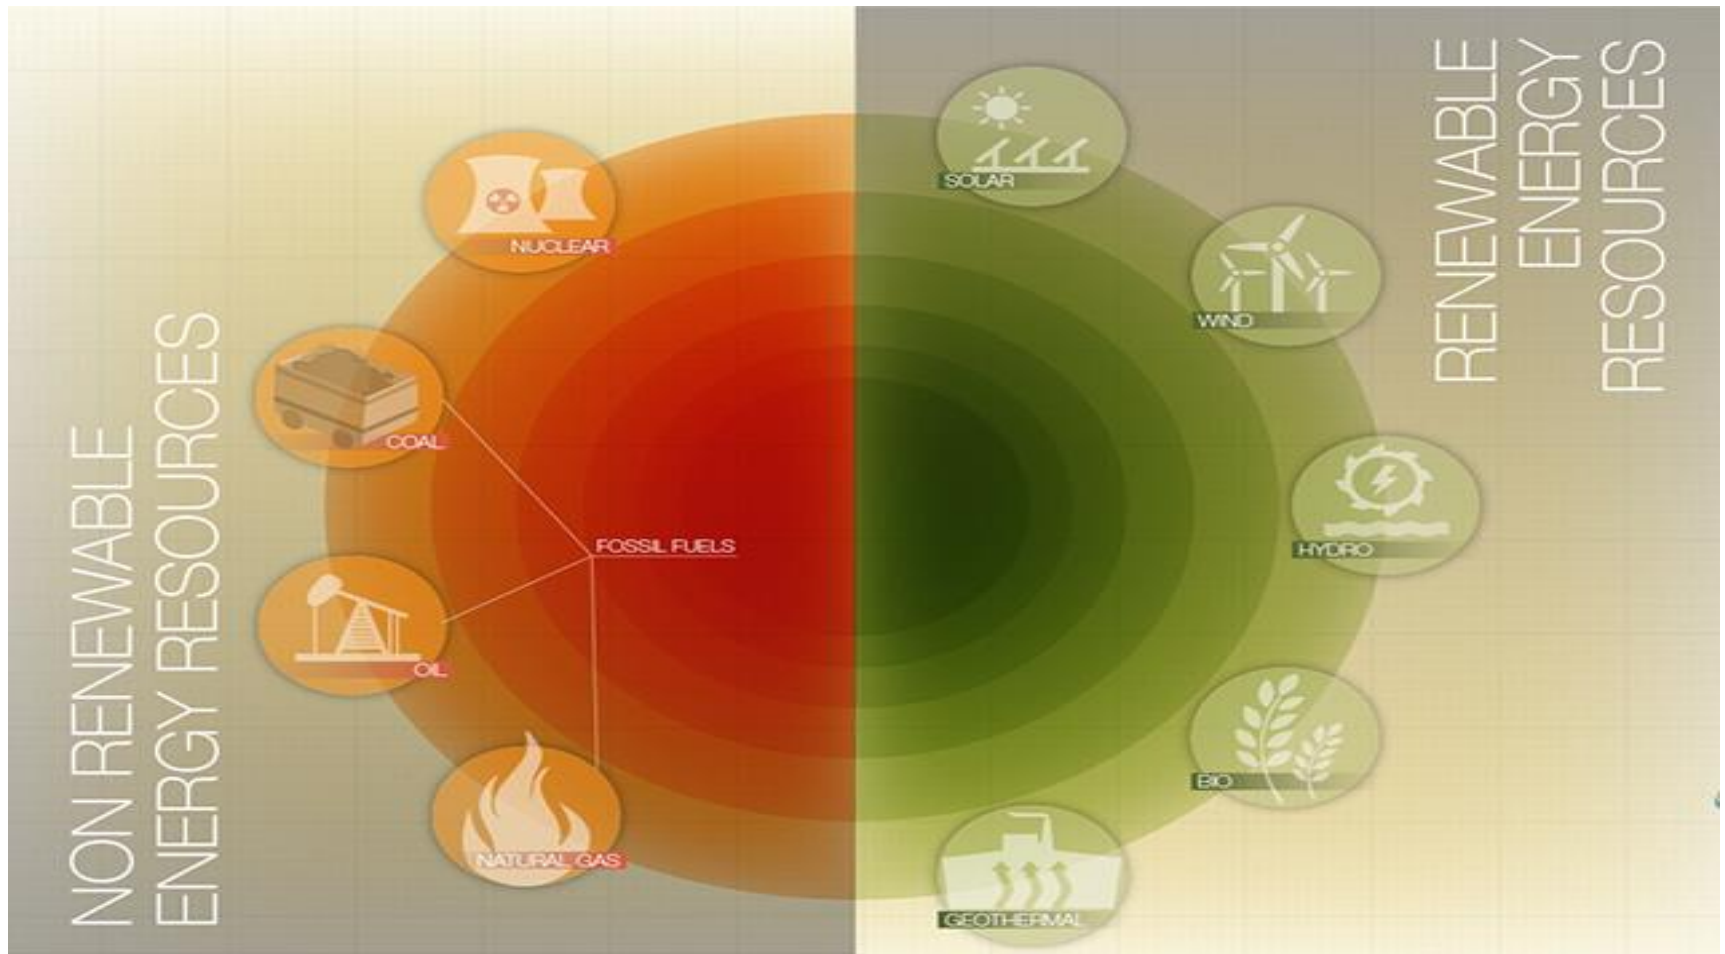 NON RENEWABLE
ENERGY RESOURCES
NUCLEAR
COAL
FOSSIL FUELS
OIL
NATURAL GAS
RENEWABLE
ENERGY
RESOURCES
SOLAR
WIND
HYDRO
BIO
GEOTHERMAL